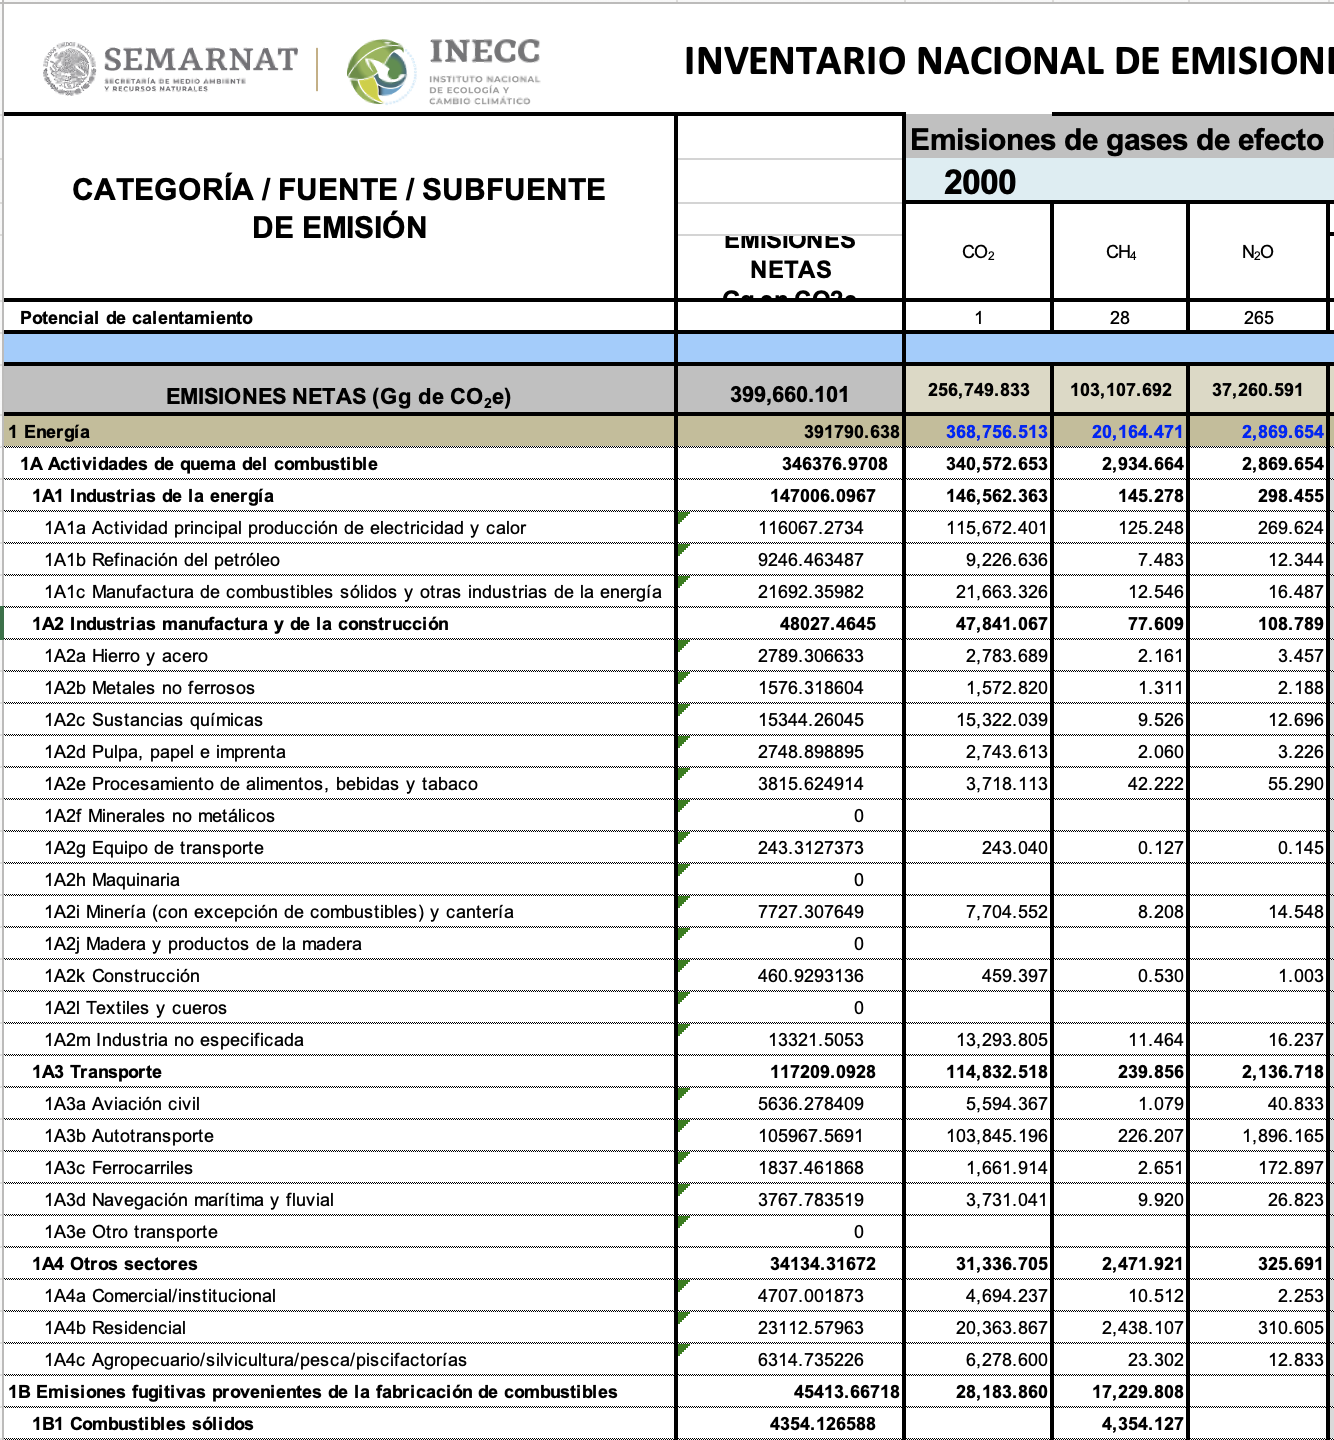 SEMARNAT
SECRETARÍA DE MEDIO AMBIENTE
Y RECURSOS NATURALES
INECC
INSTITUTO NACIONAL
DE ECOLOGÍA Y
CAMBIO CLIMÁTICO
INVENTARIO NACIONAL DE EMISION
CATEGORÍA / FUENTE / SUBFUENTE
DE EMISIÓN
EMISIONES
NETAS
Gg en CO2e
Emisiones de gases de efecto
2000
CO₂ CH₄ N₂O
Potencial de calentamiento 1 28 265
EMISIONES NETAS (Gg de CO₂e) 399,660.101 256,749.833 103,107.692 37,260.591
1 Energía 391790.638 368,756.513 20,164.471 2,869.654
1A Actividades de quema del combustible 346376.9708 340,572.653 2,934.664 2,869.654
1A1 Industrias de la energía 147006.0967 146,562.363 145.278 298.455
1A1a Actividad principal producción de electricidad y calor 116067.2734 115,672.401 125.248 269.624
1A1b Refinación del petróleo 9246.463487 9,226.636 7.483 12.344
1A1c Manufactura de combustibles sólidos y otras industrias de la energía 21692.35982 21,663.326 12.546 16.487
1A2 Industrias manufactura y de la construcción 48027.4645 47,841.067 77.609 108.789
1A2a Hierro y acero 2789.306633 2,783.689 2.161 3.457
1A2b Metales no ferrosos 1576.318604 1,572.820 1.311 2.188
1A2c Sustancias químicas 15344.26045 15,322.039 9.526 12.696
1A2d Pulpa, papel e imprenta 2748.898895 2,743.613 2.060 3.226
1A2e Procesamiento de alimentos, bebidas y tabaco 3815.624914 3,718.113 42.222 55.290
1A2f Minerales no metálicos 0
1A2g Equipo de transporte 243.3127373 243.040 0.127 0.145
1A2h Maquinaria 0
1A2i Minería (con excepción de combustibles) y cantería 7727.307649 7,704.552 8.208 14.548
1A2j Madera y productos de la madera 0
1A2k Construcción 460.9293136 459.397 0.530 1.003
1A2l Textiles y cueros 0
1A2m Industria no especificada 13321.5053 13,293.805 11.464 16.237
1A3 Transporte 117209.0928 114,832.518 239.856 2,136.718
1A3a Aviación civil 5636.278409 5,594.367 1.079 40.833
1A3b Autotransporte 105967.5691 103,845.196 226.207 1,896.165
1A3c Ferrocarriles 1837.461868 1,661.914 2.651 172.897
1A3d Navegación marítima y fluvial 3767.783519 3,731.041 9.920 26.823
1A3e Otro transporte 0
1A4 Otros sectores 34134.31672 31,336.705 2,471.921 325.691
1A4a Comercial/institucional 4707.001873 4,694.237 10.512 2.253
1A4b Residencial 23112.57963 20,363.867 2,438.107 310.605
1A4c Agropecuario/silvicultura/pesca/piscifactorías 6314.735226 6,278.600 23.302 12.833
1B Emisiones fugitivas provenientes de la fabricación de combustibles 45413.66718 28,183.860 17,229.808
1B1 Combustibles sólidos 4354.126588 4,354.127